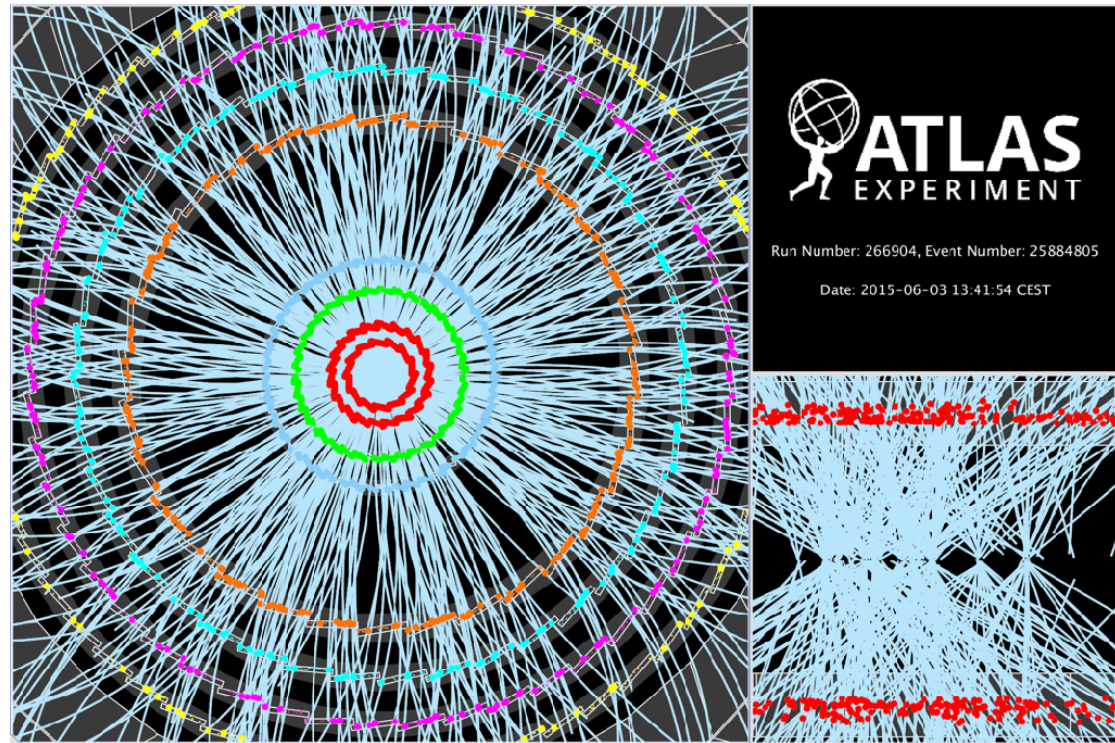 ATLAS
EXPERIMENT
Run Number: 266904, Event Number: 25884805
Date: 2015-06-03 13:41:54 CEST